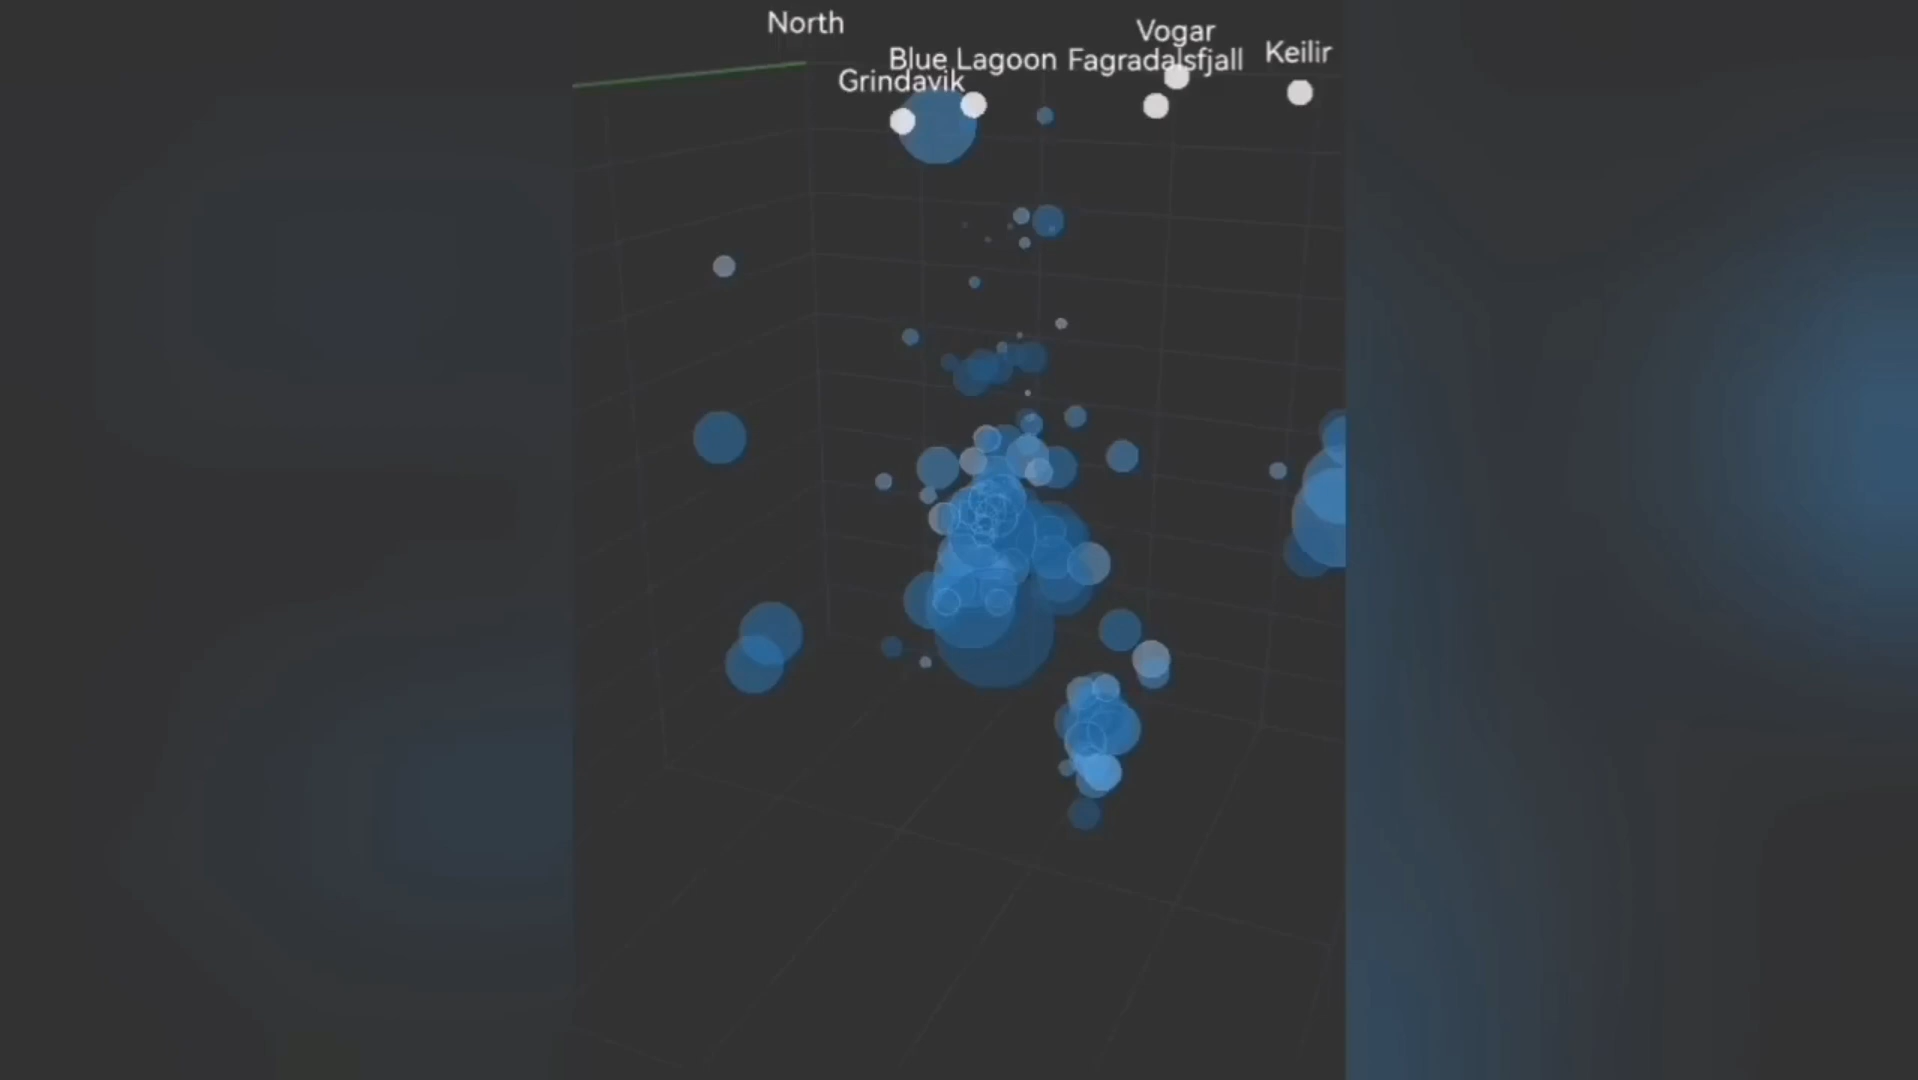 North
Vogar
Blue Lagoon
Fagradalsfjall
Keilir
Grindavik